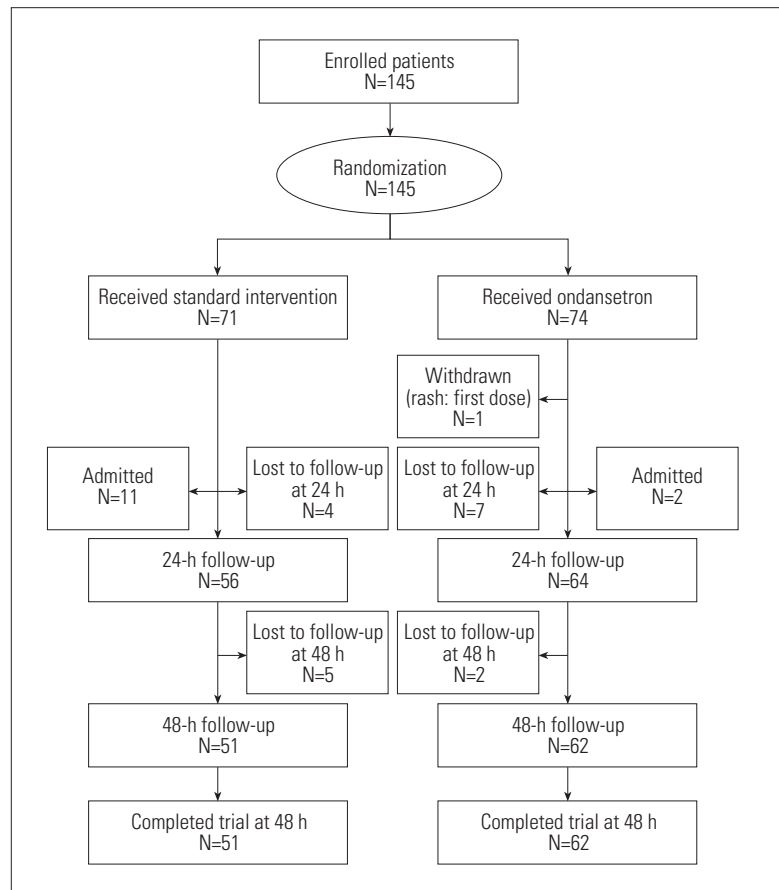 Enrolled patients
N=145
Randomization
N=145
Received standard intervention
N=71
Received ondansetron
N=74
Withdrawn
(rash: first dose)
N=1
Admitted
N=11
Lost to follow-up
at 24 h
N=4
Lost to follow-up
at 24 h
N=7
Admitted
N=2
24-h follow-up
N=56
24-h follow-up
N=64
Lost to follow-up
at 48 h
N=5
Lost to follow-up
at 48 h
N=2
48-h follow-up
N=51
48-h follow-up
N=62
Completed trial at 48 h
N=51
Completed trial at 48 h
N=62